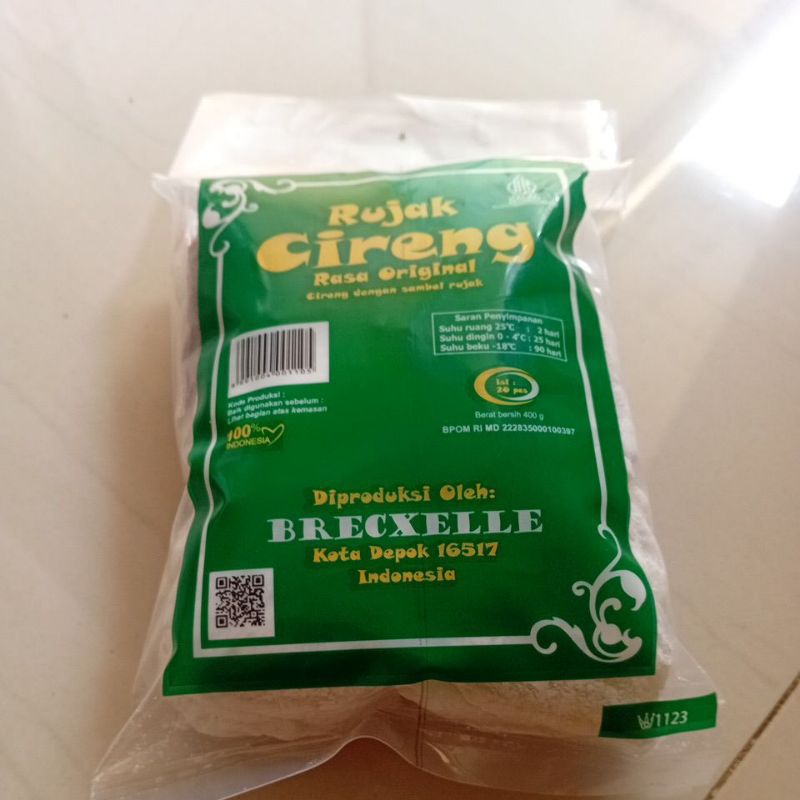 Rujak
Cireng
Rasa Original
Cireng dengan sambal rujak
Saran Penyimpanan
Suhu ruang 25°C : 2 hari
Suhu dingin 0 - 4°C : 25 hari
Suhu beku -18°C : 90 hari
Isi :
20 pcs
Berat bersih 400 g
BPOM RI MD 222835000100397
Kode Produksi :
Baik digunakan sebelum :
Lihat bagian atas kemasan
100%
INDONESIA
Diproduksi Oleh:
BRECXELLE
Kota Depok 16517
Indonesia
1123